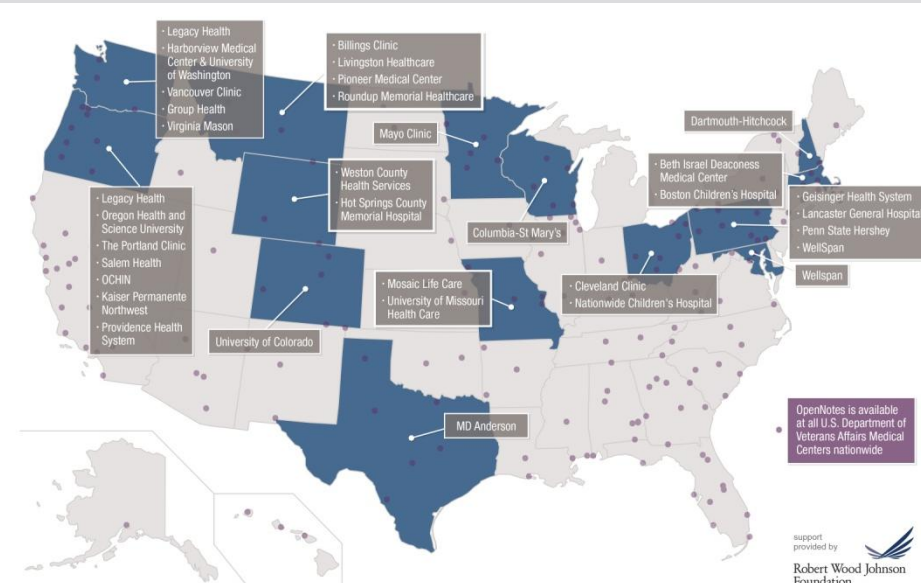 · Legacy Health
· Harborview Medical
Center & University
of Washington
· Vancouver Clinic
· Group Health
· Virginia Mason
· Billings Clinic
· Livingston Healthcare
· Pioneer Medical Center
· Roundup Memorial Healthcare
Mayo Clinic
Dartmouth-Hitchcock
· Beth Israel Deaconess
Medical Center
· Boston Children's Hospital
· Weston County
Health Services
· Hot Springs County
Memorial Hospital
· Legacy Health
· Oregon Health and
Science University
· The Portland Clinic
· Salem Health
· OCHIN
· Kaiser Permanente
Northwest
· Providence Health
System
· Geisinger Health System
· Lancaster General Hospital
· Penn State Hershey
· WellSpan
Columbia-St Mary's
Wellspan
· Mosaic Life Care
· University of Missouri
Health Care
· Cleveland Clinic
· Nationwide Children's Hospital
University of Colorado
MD Anderson
OpenNotes is available
at all U.S. Department of
Veterans Affairs Medical
Centers nationwide
support
provided by
Robert Wood Johnson
Foundation